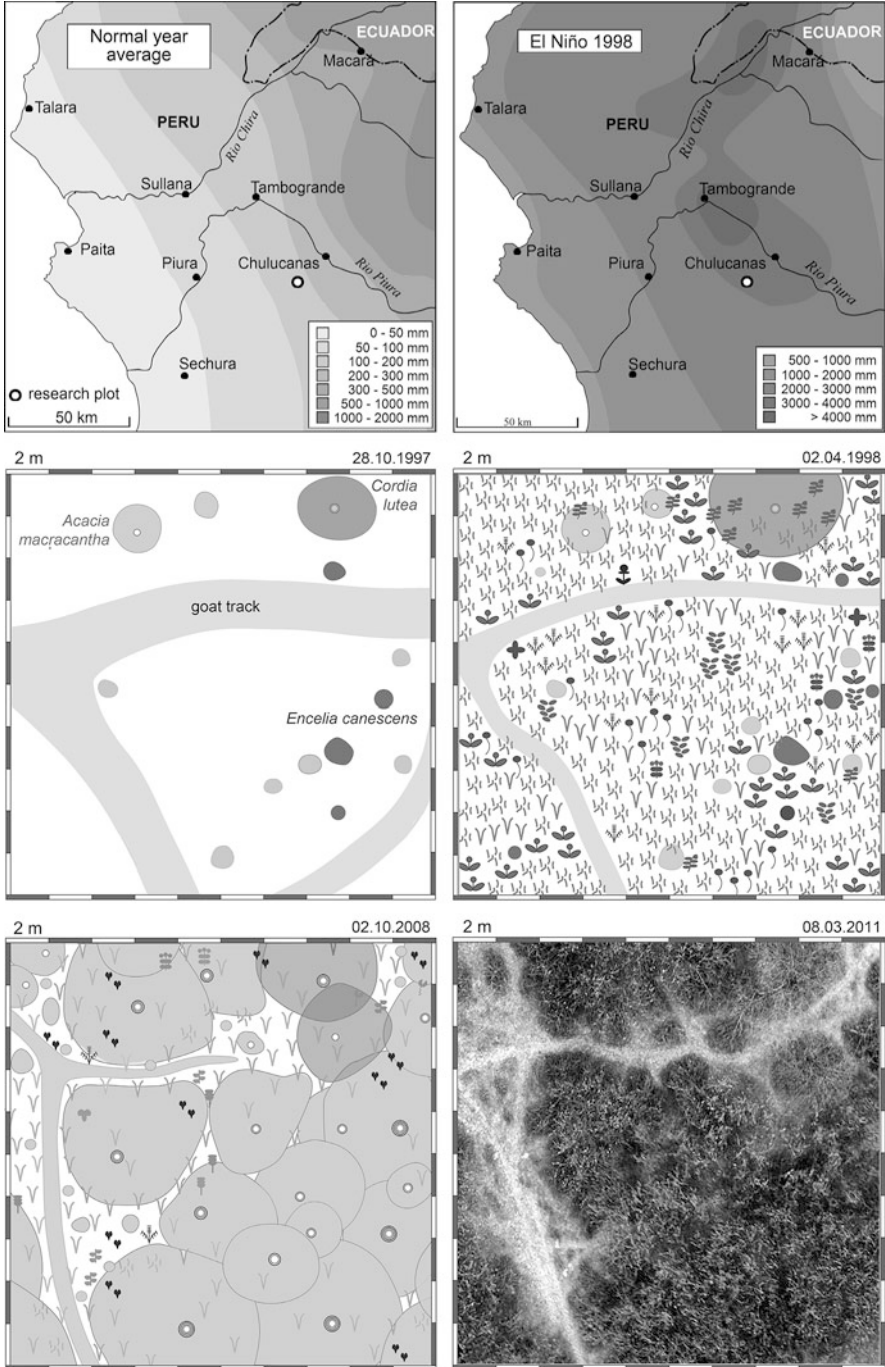 Normal year
average
ECUADOR
Macará
Talara
PERU
Rio Chira
Sullana
Tambogrande
Paita
Piura
Chulucanas
Rio Piura
Sechura
research plot
50 km
0 - 50 mm
50 - 100 mm
100 - 200 mm
200 - 300 mm
300 - 500 mm
500 - 1000 mm
1000 - 2000 mm
El Niño 1998
ECUADOR
Macará
Talara
PERU
Rio Chira
Sullana
Tambogrande
Paita
Piura
Chulucanas
Rio Piura
Sechura
50 km
500 - 1000 mm
1000 - 2000 mm
2000 - 3000 mm
3000 - 4000 mm
> 4000 mm
2 m
28.10.1997
Cordia
lutea
Acacia
macracantha
goat track
Encelia canescens
2 m
02.04.1998
2 m
02.10.2008
2 m
08.03.2011